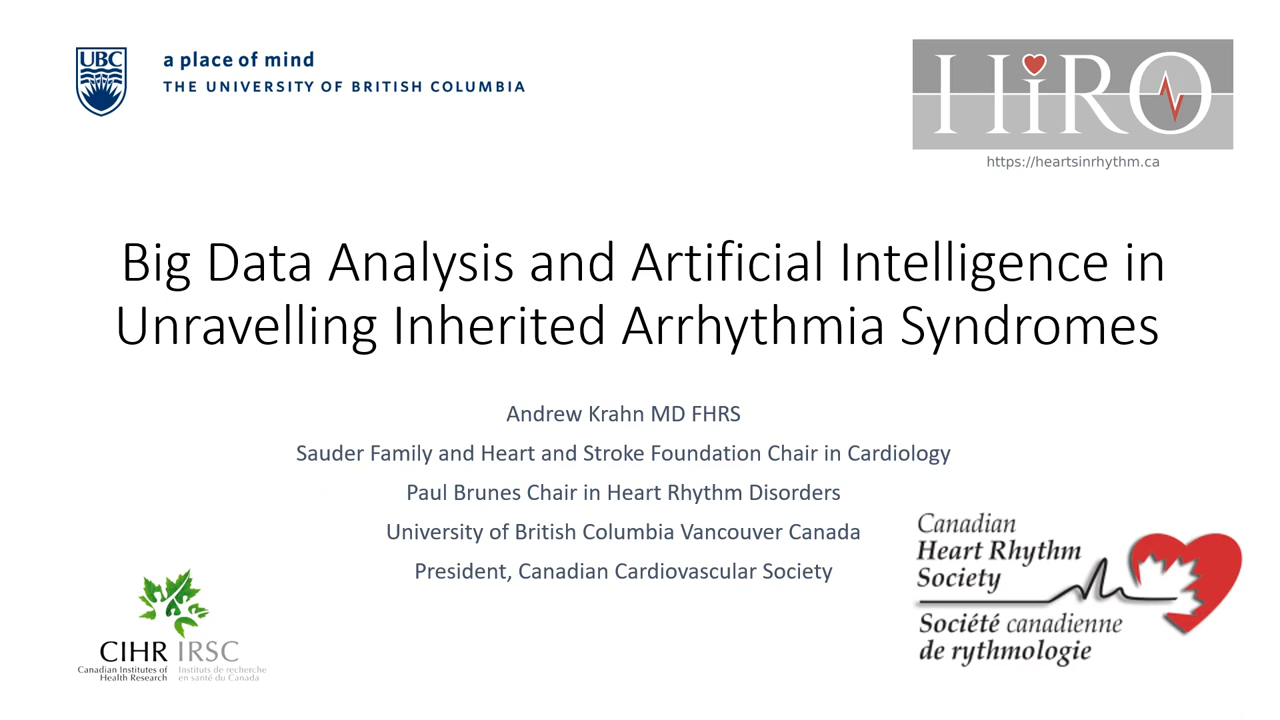 UBC
a place of mind
THE UNIVERSITY OF BRITISH COLUMBIA
HiRO
https://heartsinrhythm.ca
Big Data Analysis and Artificial Intelligence in
Unravelling Inherited Arrhythmia Syndromes
Andrew Krahn MD FHRS
Sauder Family and Heart and Stroke Foundation Chair in Cardiology
Paul Brunes Chair in Heart Rhythm Disorders
University of British Columbia Vancouver Canada
President, Canadian Cardiovascular Society
CIHR IRSC
Canadian Institutes of Instituts de recherche
Health Research en santé du Canada
Canadian
Heart Rhythm
Society
Société canadienne
de rythmologie